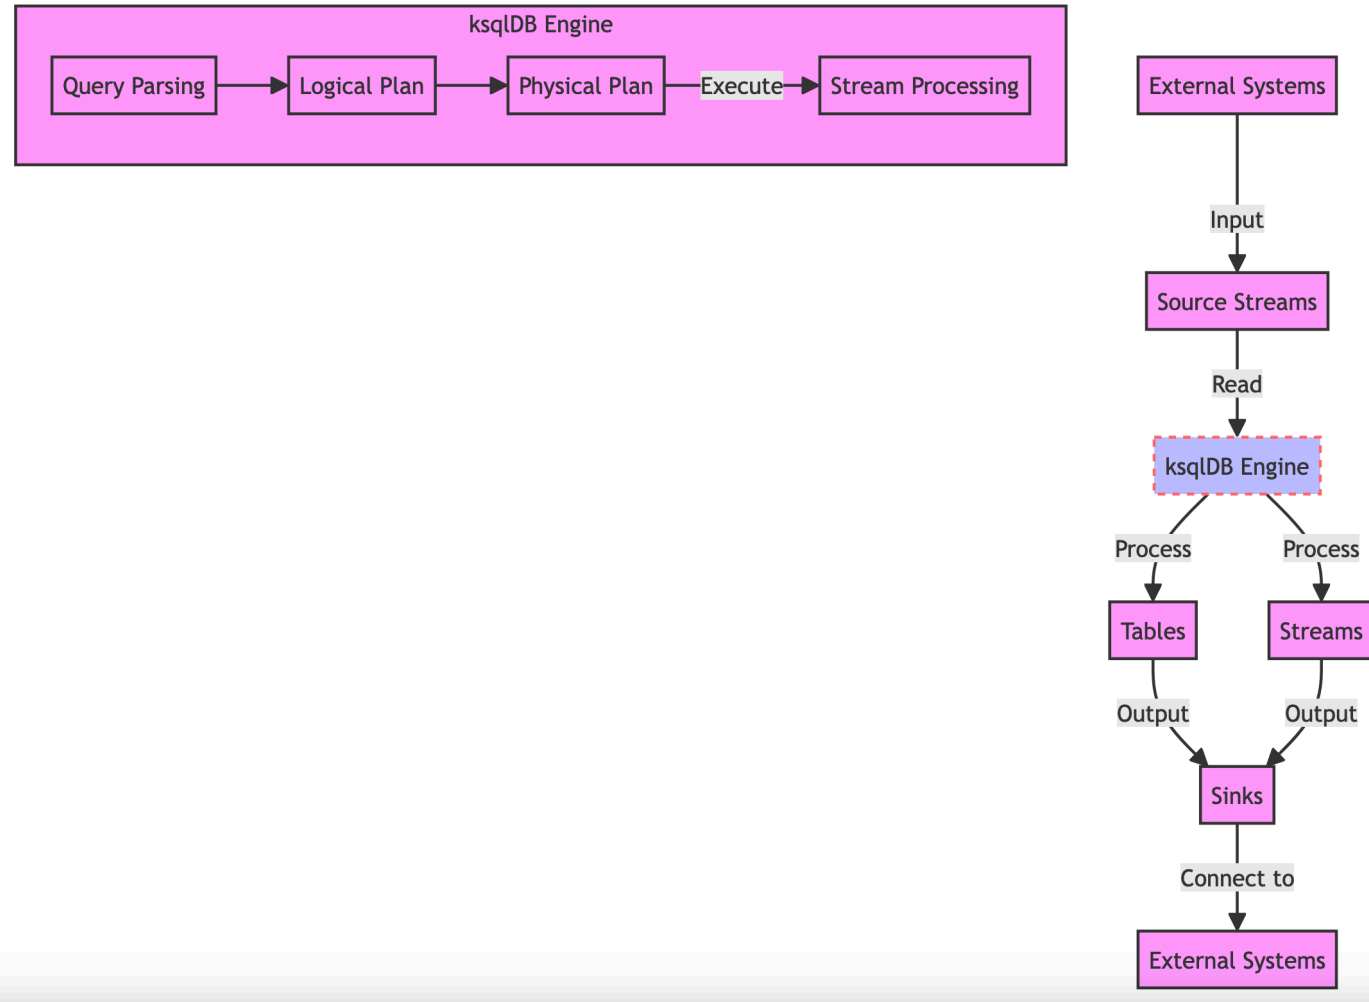 ksqlDB Engine
Query Parsing
Logical Plan
Physical Plan
Execute
Stream Processing
External Systems
Input
Source Streams
Read
ksqlDB Engine
Process
Process
Tables
Streams
Output
Output
Sinks
Connect to
External Systems